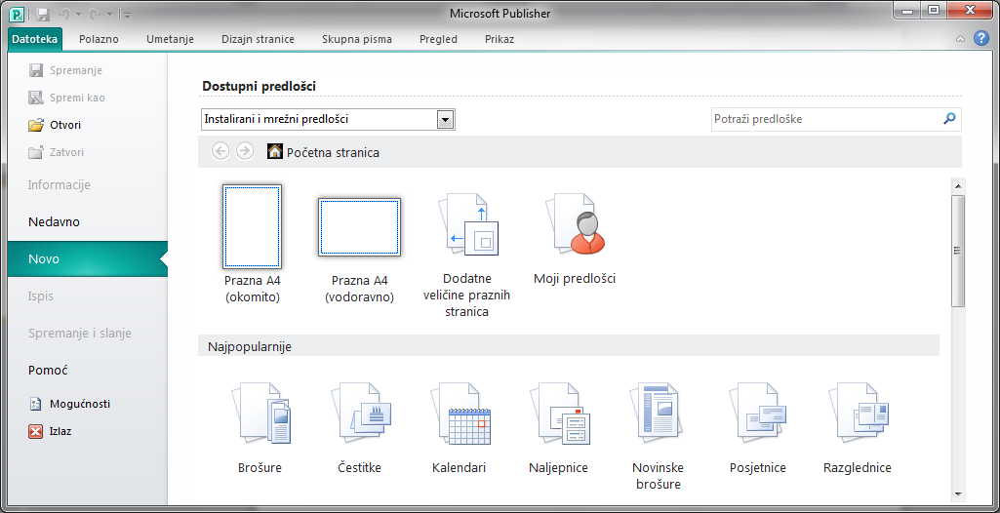 Microsoft Publisher
Datoteka Polazno Umetanje Dizajn stranice Skupna pisma Pregled Prikaz
Spremanje
Spremi kao
Otvori
Zatvori
Informacije
Nedavno
Novo
Ispis
Spremanje i slanje
Pomoć
Mogućnosti
Izlaz
Dostupni predlošci
Instalirani i mrežni predlošci
Potraži predloške
Početna stranica
Prazna A4
(okomito)
Prazna A4
(vodoravno)
Dodatne
veličine praznih
stranica
Moji predlošci
Najpopularnije
Brošure
Čestitke
Kalendari
Naljepnice
Novinske
brošure
Posjetnice
Razglednice